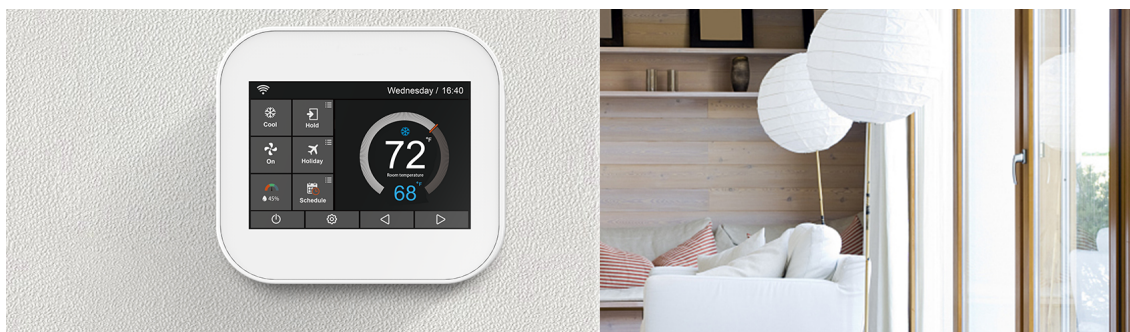 Wednesday / 16:40
Cool
Hold
On
Holiday
45%
Schedule
72 °F
Room temperature
68 °F